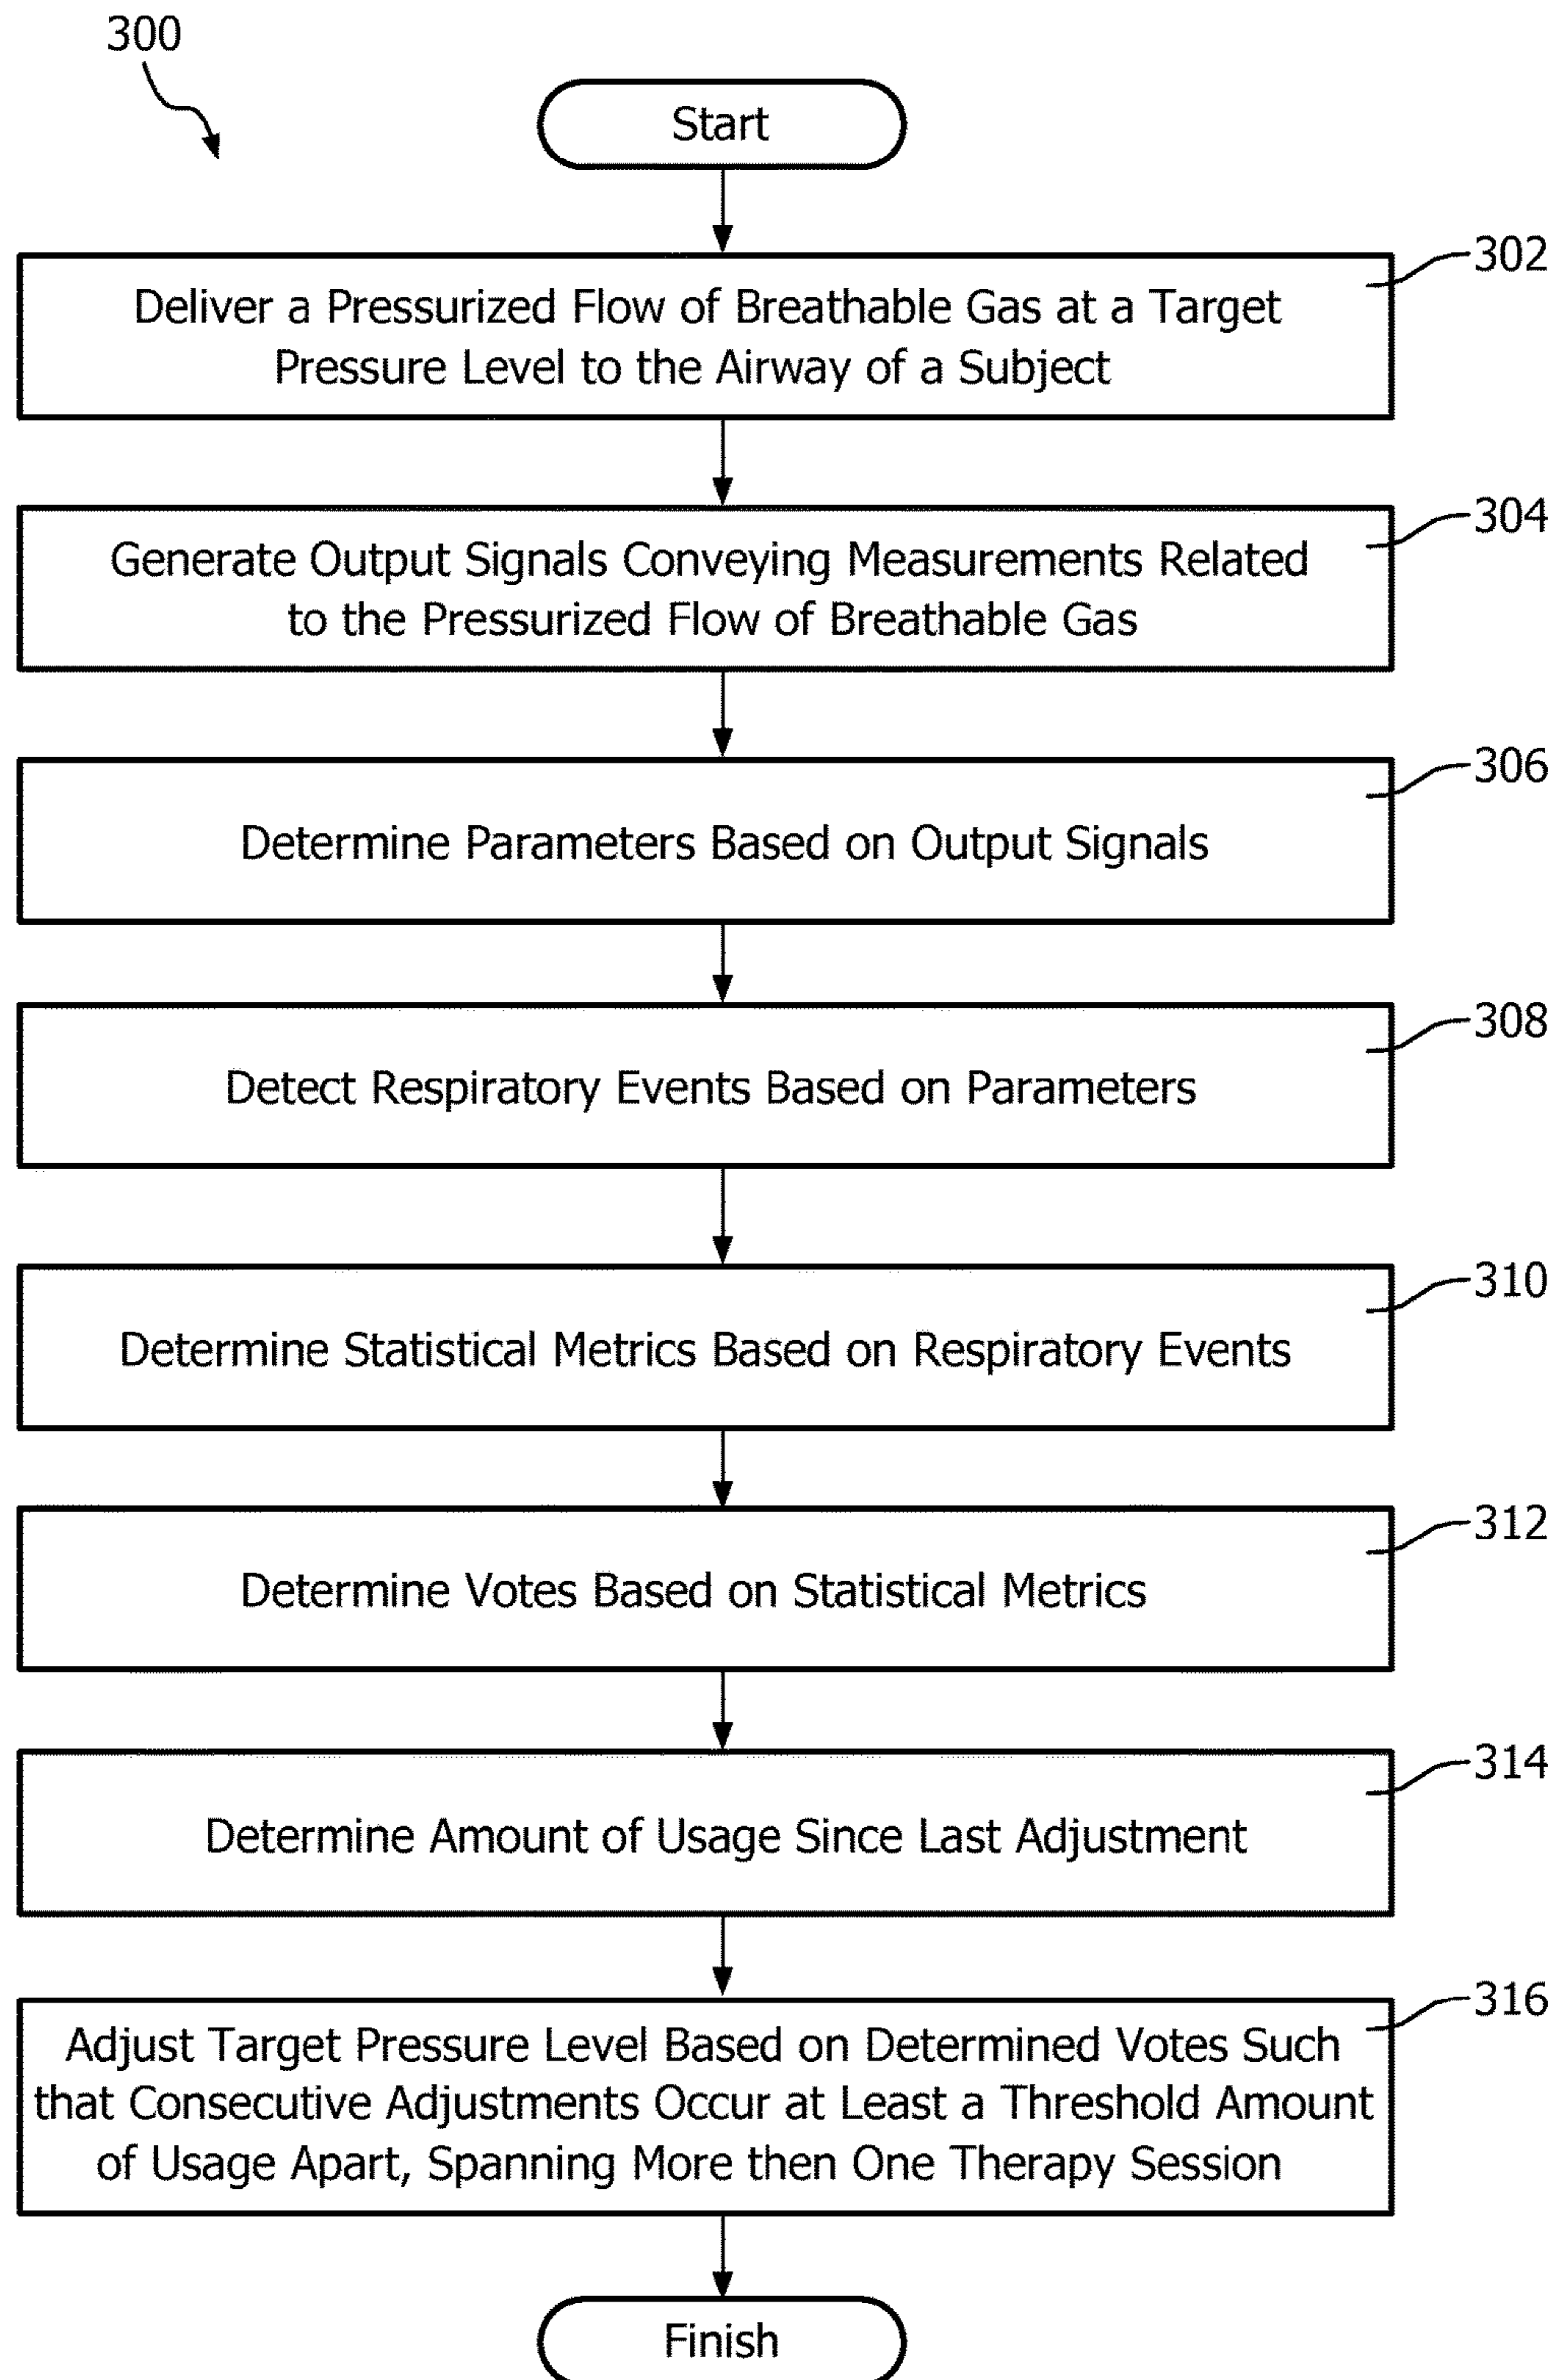 300
Start
302
Deliver a Pressurized Flow of Breathable Gas at a Target
Pressure Level to the Airway of a Subject
304
Generate Output Signals Conveying Measurements Related
to the Pressurized Flow of Breathable Gas
306
Determine Parameters Based on Output Signals
308
Detect Respiratory Events Based on Parameters
310
Determine Statistical Metrics Based on Respiratory Events
312
Determine Votes Based on Statistical Metrics
314
Determine Amount of Usage Since Last Adjustment
316
Adjust Target Pressure Level Based on Determined Votes Such
that Consecutive Adjustments Occur at Least a Threshold Amount
of Usage Apart, Spanning More then One Therapy Session
Finish